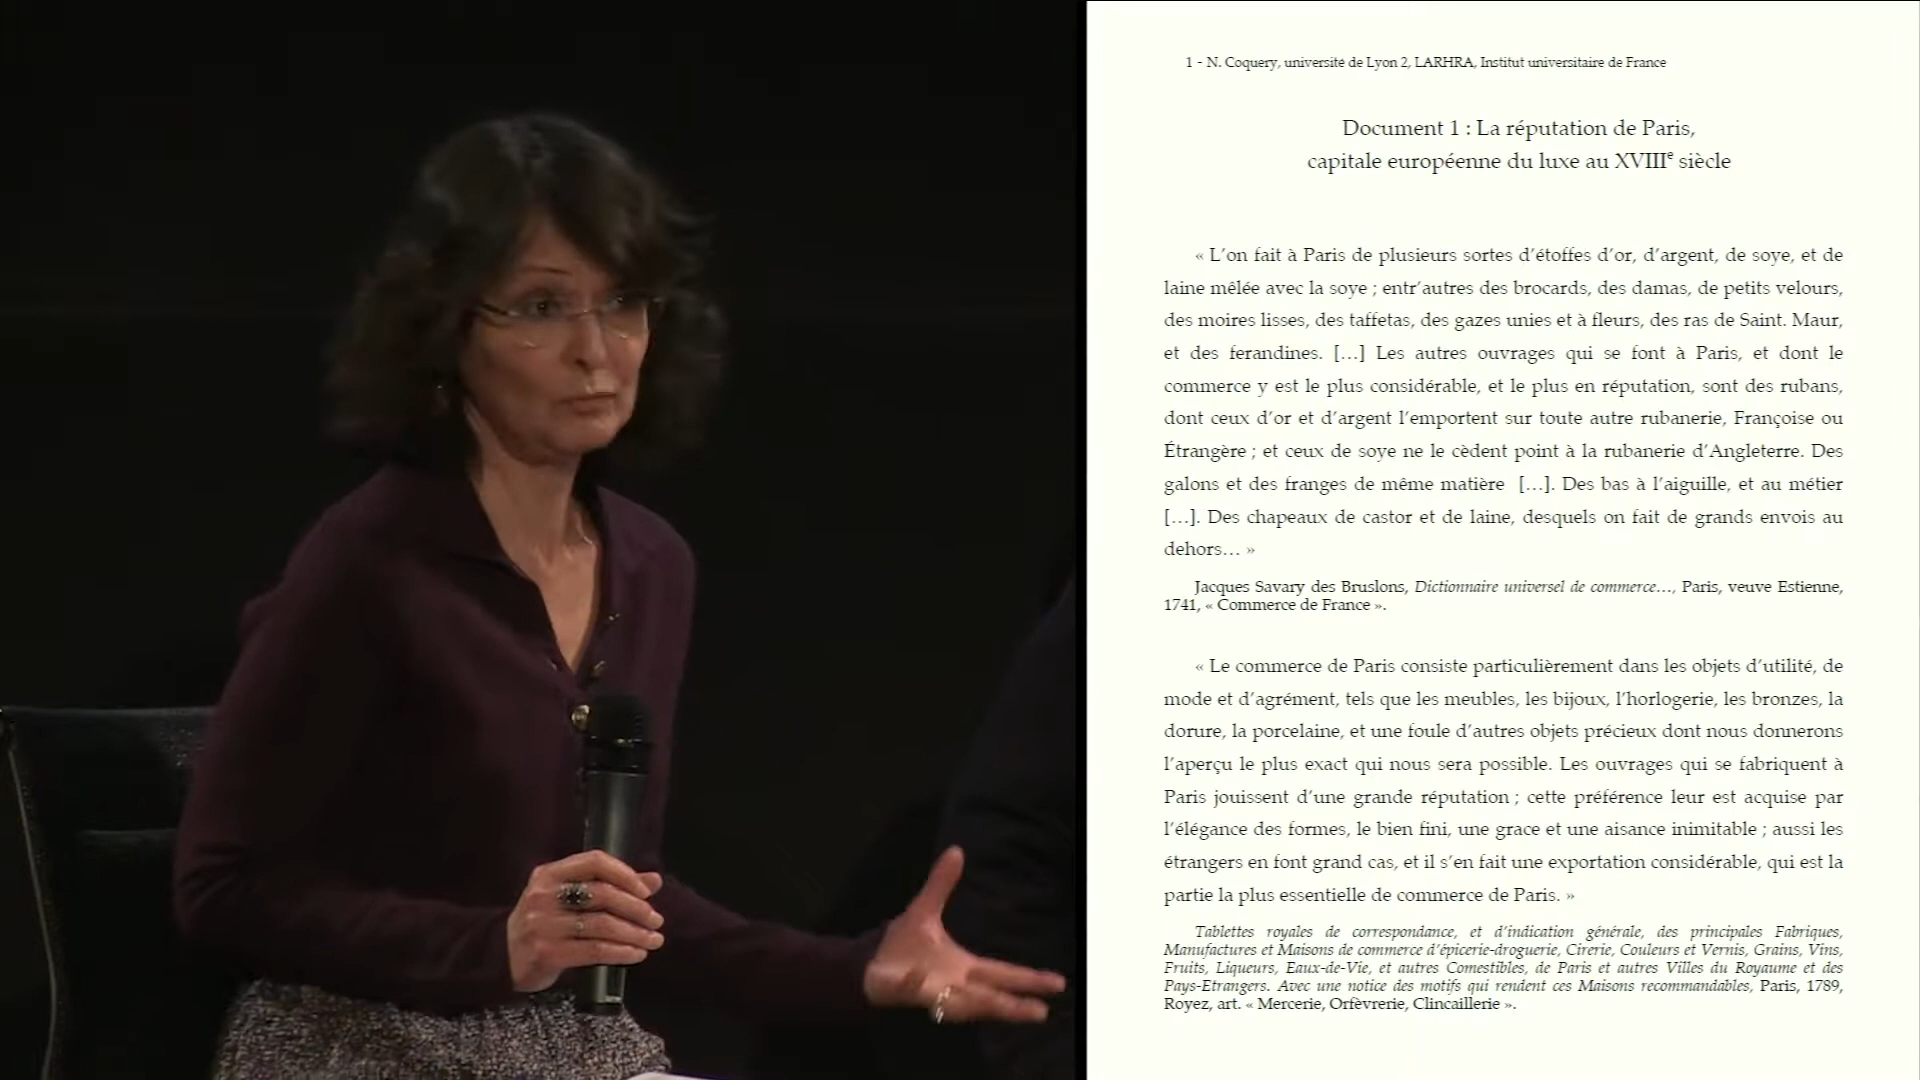 1 - N. Coquery, université de Lyon 2, LARHRA, Institut universitaire de France
Document 1 : La réputation de Paris,
capitale européenne du luxe au XVIIIe siècle
« L'on fait à Paris de plusieurs sortes d'étoffes d'or, d'argent, de soye, et de
laine mêlée avec la soye ; entr'autres des brocards, des damas, de petits velours,
des moires lisses, des taffetas, des gazes unies et à fleurs, des ras de Saint. Maur,
et des ferandines. […] Les autres ouvrages qui se font à Paris, et dont le
commerce y est le plus considérable, et le plus en réputation, sont des rubans,
dont ceux d'or et d'argent l'emportent sur toute autre rubanerie, Françoise ou
Étrangère ; et ceux de soye ne le cèdent point à la rubanerie d'Angleterre. Des
galons et des franges de même matière […]. Des bas à l'aiguille, et au métier
[…]. Des chapeaux de castor et de laine, desquels on fait de grands envois au
dehors… »
Jacques Savary des Bruslons, Dictionnaire universel de commerce…, Paris, veuve Estienne,
1741, « Commerce de France ».
« Le commerce de Paris consiste particulièrement dans les objets d'utilité, de
mode et d'agrément, tels que les meubles, les bijoux, l'horlogerie, les bronzes, la
dorure, la porcelaine, et une foule d'autres objets précieux dont nous donnerons
l'aperçu le plus exact qui nous sera possible. Les ouvrages qui se fabriquent à
Paris jouissent d'une grande réputation ; cette préférence leur est acquise par
l'élégance des formes, le bien fini, une grace et une aisance inimitable ; aussi les
étrangers en font grand cas, et il s'en fait une exportation considérable, qui est la
partie la plus essentielle de commerce de Paris. »
Tablettes royales de correspondance, et d'indication générale, des principales Fabriques,
Manufactures et Maisons de commerce d'épicerie-droguerie, Cirerie, Couleurs et Vernis, Grains, Vins,
Fruits, Liqueurs, Eaux-de-Vie, et autres Comestibles, de Paris et autres Villes du Royaume et des
Pays-Etrangers. Avec une notice des motifs qui rendent ces Maisons recommandables, Paris, 1789,
Royez, art. « Mercerie, Orfèvrerie, Clincaillerie ».